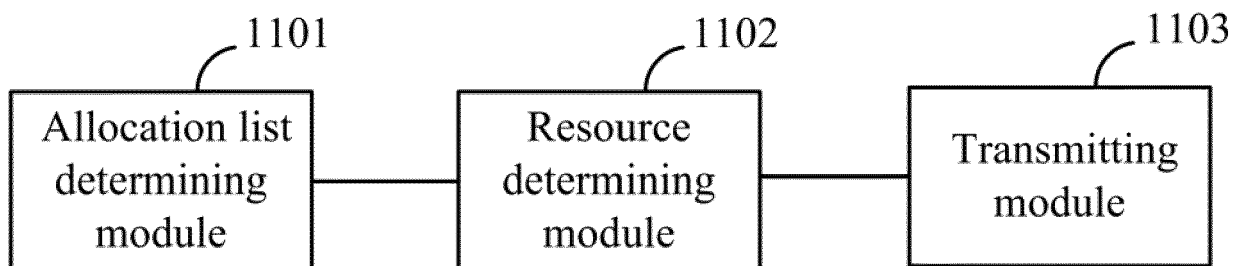 1101
1102
1103
Allocation list
determining
module
Resource
determining
module
Transmitting
module